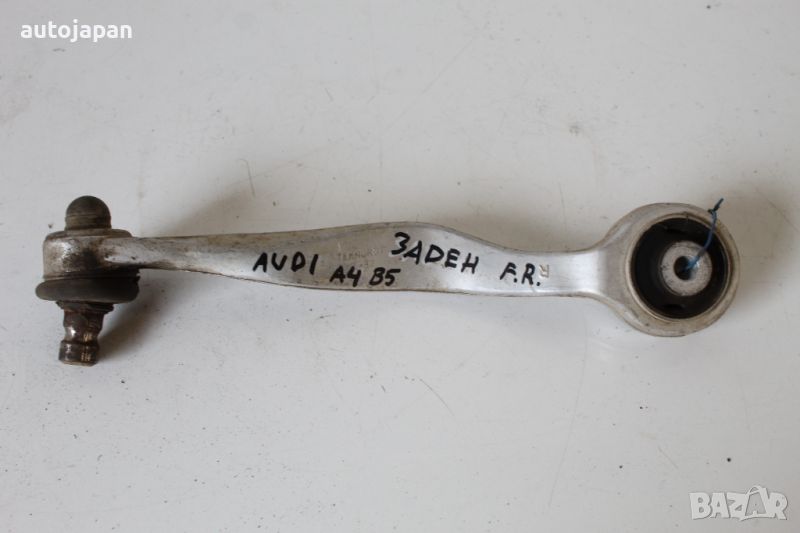 autojapan
AUDI A4 B5 ЗАДЕН F.R.
R
BAZAR